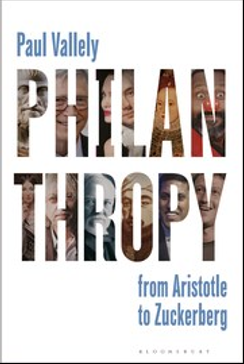 Paul Vallely
PHILAN
THROPY
from Aristotle
to Zuckerberg
BLOOMSBURY